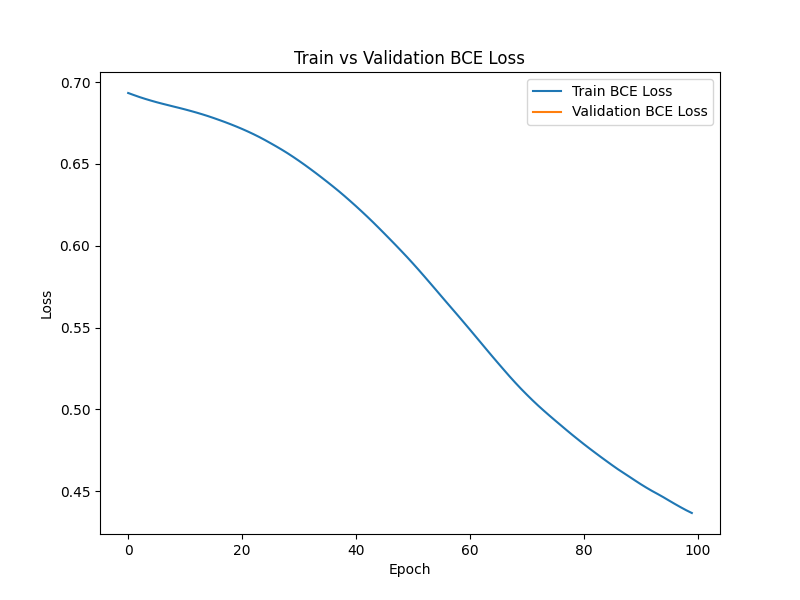 Train vs Validation BCE Loss
Train BCE Loss
Validation BCE Loss
0.70
0.65
0.60
0.55
0.50
0.45
Loss
0 20 40 60 80 100
Epoch